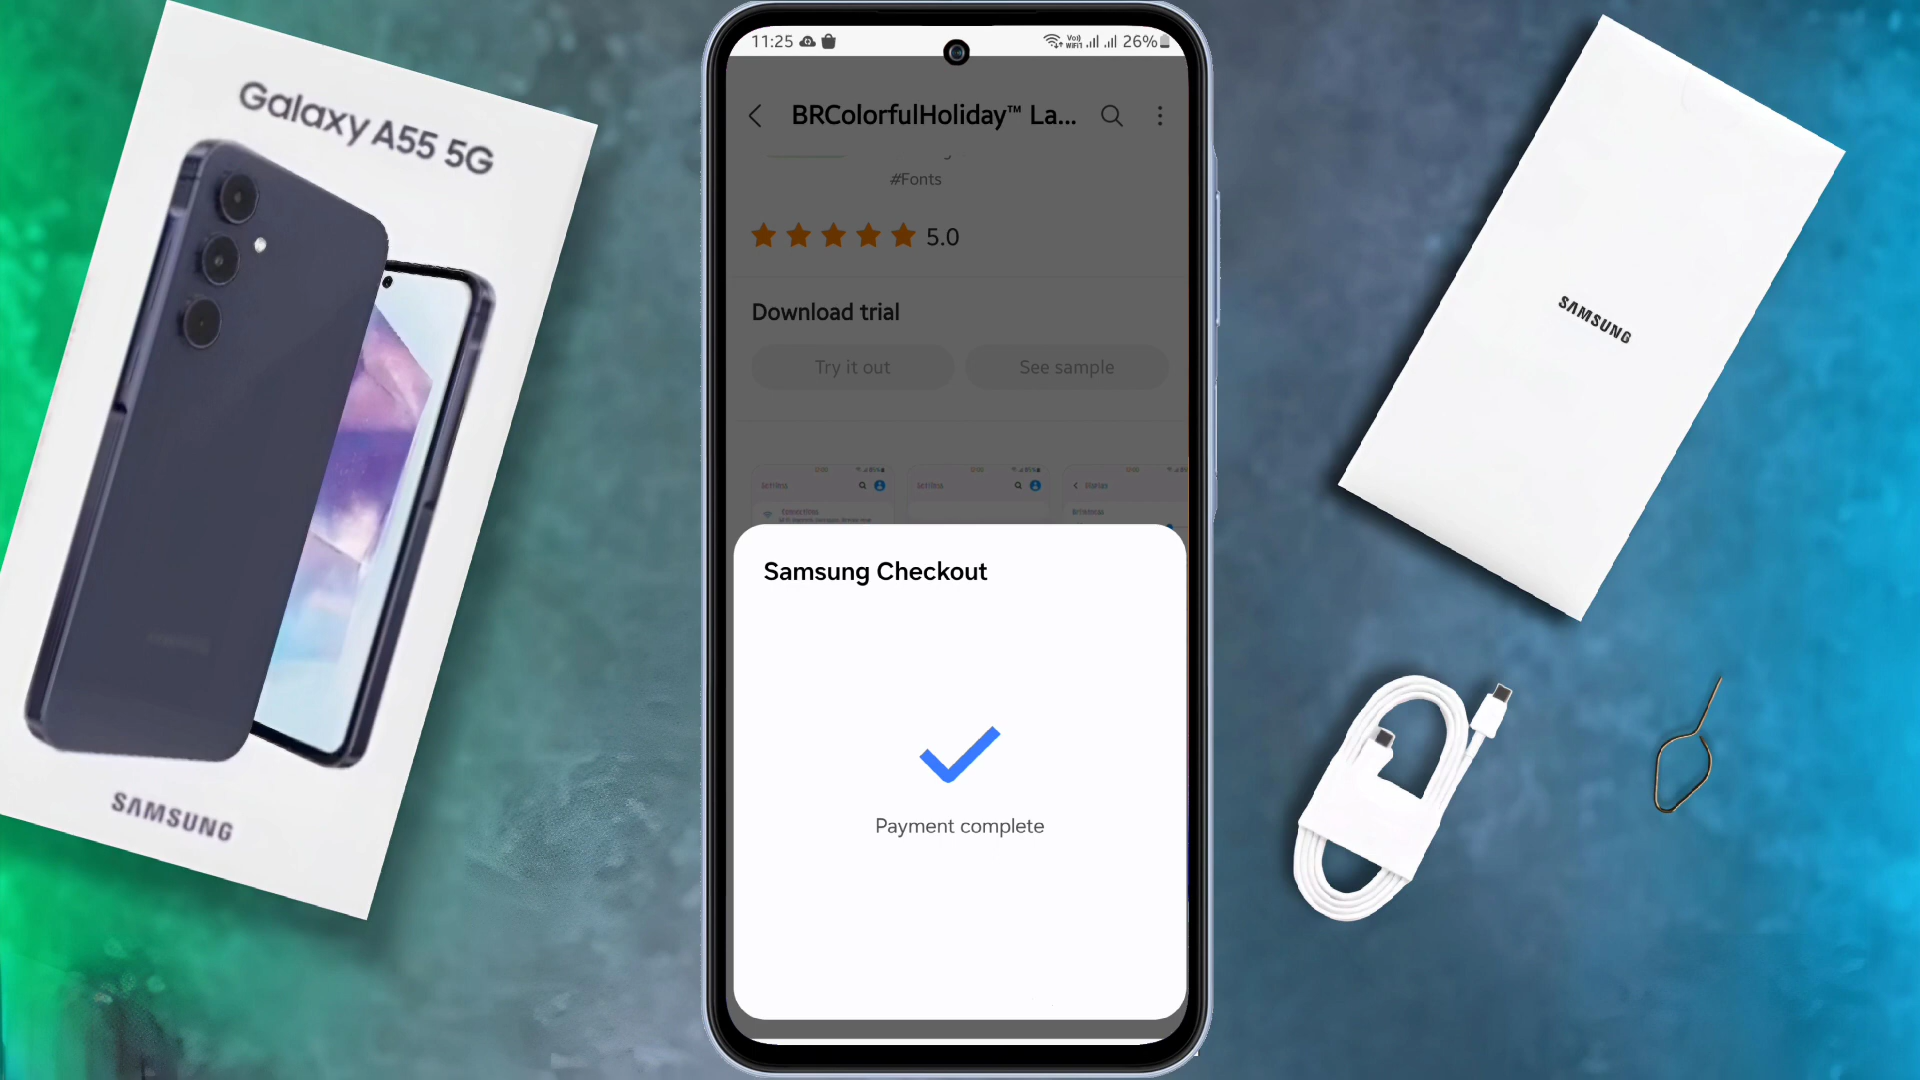 Galaxy A55 5G
SAMSUNG
11:25
26%
BRColorfulHoliday™ La...
#Fonts
5.0
Download trial
Try it out
See sample
Samsung Checkout
Payment complete
SAMSUNG